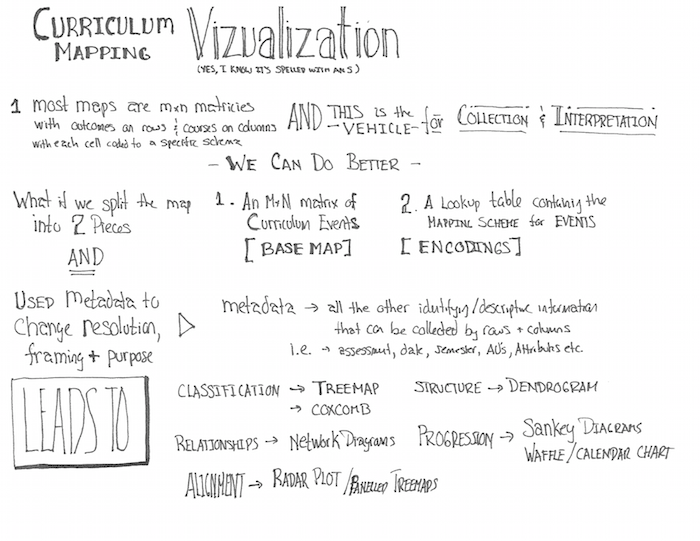 CURRICULUM MAPPING Vizualization
(YES, I KNOW IT'S SPELLED WITH AN S)
1 most maps are mxn matricies
with outcomes on rows & courses on columns
with each cell coded to a specific schema
AND THIS is the
-VEHICLE- for
COLLECTION & INTERPRETATION
- WE CAN DO BETTER -
What if we split the map
into 2 Pieces
AND
1. An MxN matrix of
Curriculum Events
[BASE MAP]
2. A Lookup table containing the
MAPPING SCHEME for EVENTS
[ENCODINGS]
USED metadata to
change resolution,
framing + purpose
metadata → all the other identifying/descriptive information
that can be collected by rows + columns
i.e. → assessment, date, semester, AU's, Attributes etc.
LEADS TO
CLASSIFICATION → TREEMAP
→ COXCOMB
STRUCTURE → DENDROGRAM
RELATIONSHIPS → Network Diagrams
PROGRESSION → Sankey DIAGRAMS
WAFFLE/CALENDAR CHART
ALIGNMENT → RADAR PLOT /PANELLED TREEMAPS